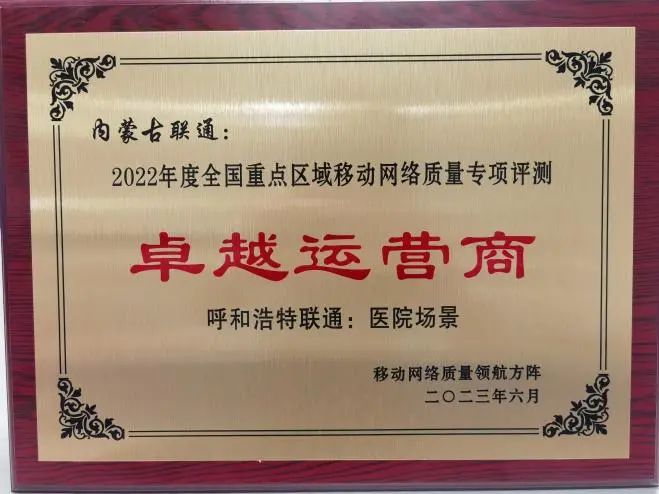 内蒙古联通：
2022年度全国重点区域移动网络质量专项评测
卓越运营商
呼和浩特联通：医院场景
移动网络质量领航方阵
二〇二三年六月